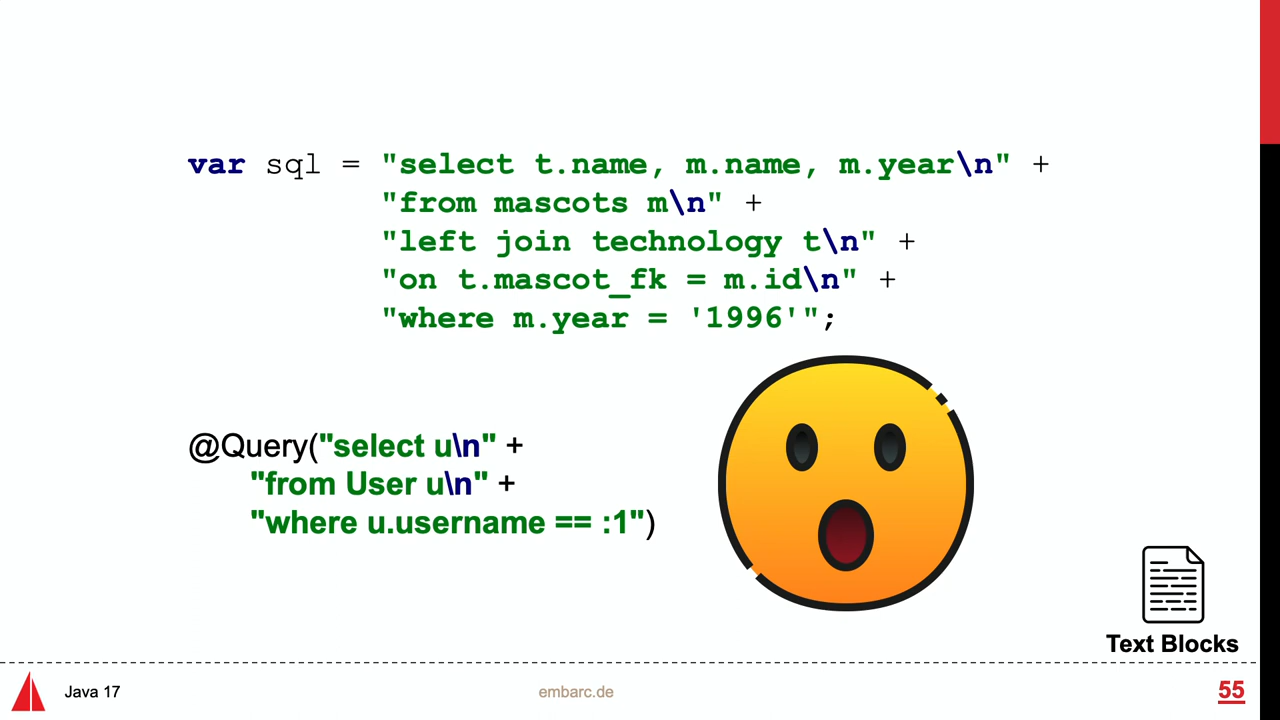 var sql = "select t.name, m.name, m.year\n" +
"from mascots m\n" +
"left join technology t\n" +
"on t.mascot_fk = m.id\n" +
"where m.year = '1996'";
@Query("select u\n" +
"from User u\n" +
"where u.username == :1")
Text Blocks
Java 17
embarc.de
55